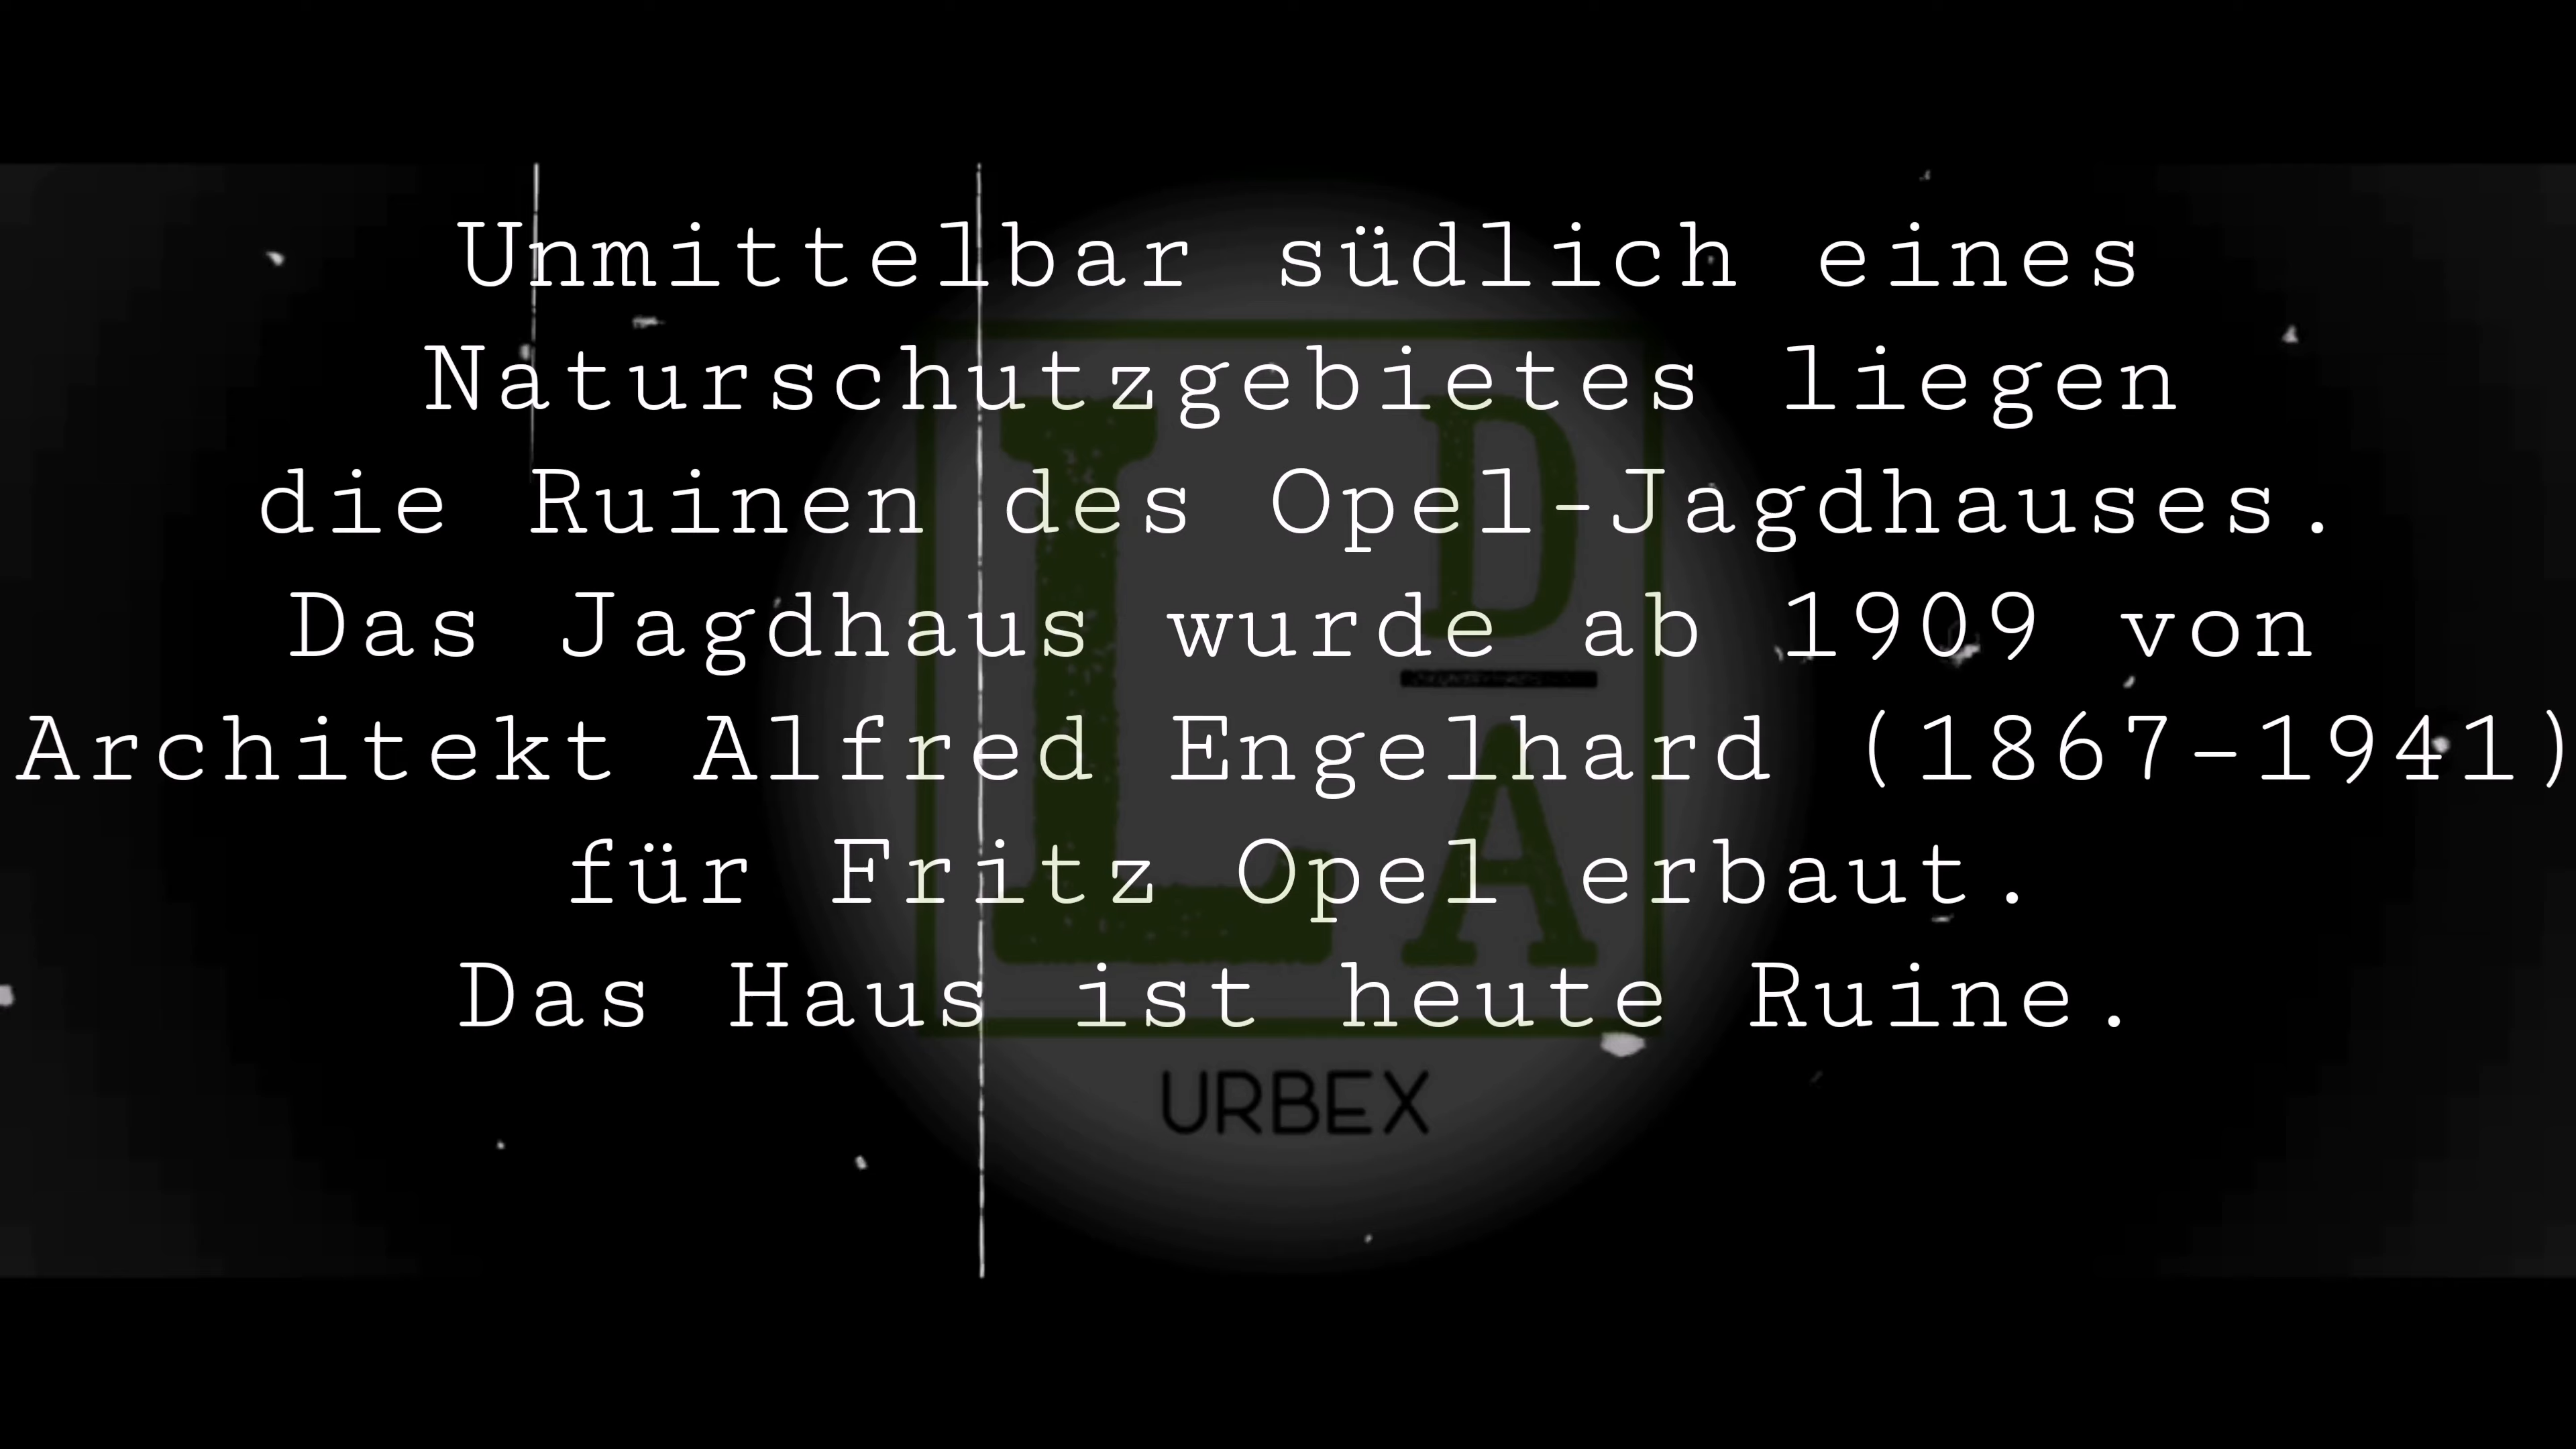 Unmittelbar südlich eines
Naturschutzgebietes liegen
die Ruinen des Opel-Jagdhauses.
Das Jagdhaus wurde ab 1909 von
Architekt Alfred Engelhard (1867–1941)
für Fritz Opel erbaut.
Das Haus ist heute Ruine.
L
D
A
URBEX